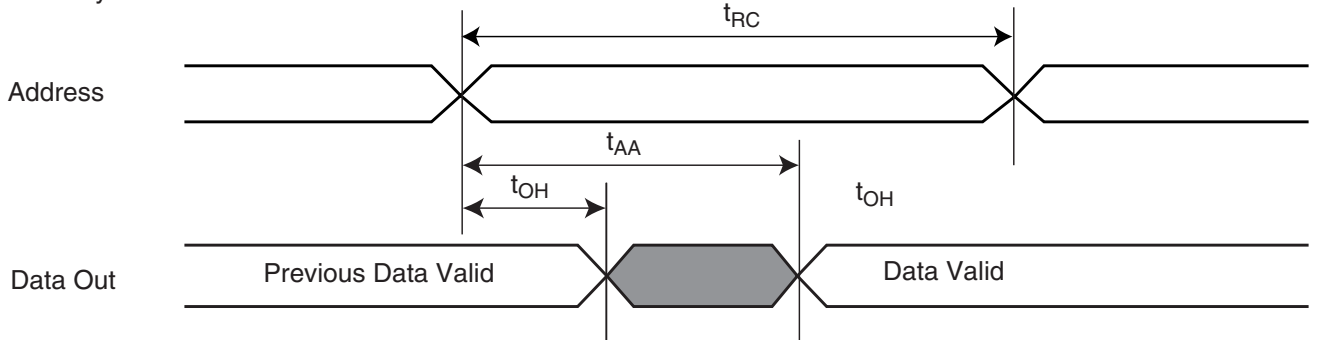 tRC
Address
tAA
tOH
tOH
Previous Data Valid
Data Valid
Data Out